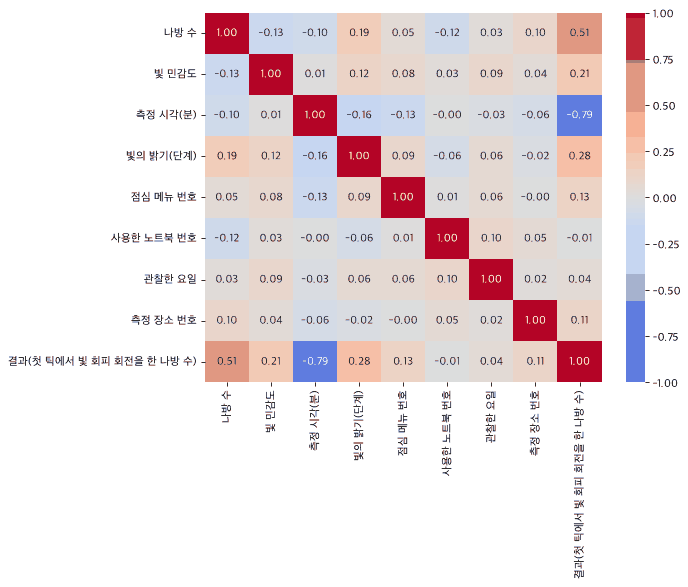 나방 수 1.00 -0.13 -0.10 0.19 0.05 -0.12 0.03 0.10 0.51
빛 민감도 -0.13 1.00 0.01 0.12 0.08 0.03 0.09 0.04 0.21
측정 시각(분) -0.10 0.01 1.00 -0.16 -0.13 -0.00 -0.03 -0.06 -0.79
빛의 밝기(단계) 0.19 0.12 -0.16 1.00 0.09 -0.06 0.06 -0.02 0.28
점심 메뉴 번호 0.05 0.08 -0.13 0.09 1.00 0.01 0.06 -0.00 0.13
사용한 노트북 번호 -0.12 0.03 -0.00 -0.06 0.01 1.00 0.10 0.05 -0.01
관찰한 요일 0.03 0.09 -0.03 0.06 0.06 0.10 1.00 0.02 0.04
측정 장소 번호 0.10 0.04 -0.06 -0.02 -0.00 0.05 0.02 1.00 0.11
결과(첫 틱에서 빛 회피 회전을 한 나방 수) 0.51 0.21 -0.79 0.28 0.13 -0.01 0.04 0.11 1.00
나방 수
빛 민감도
측정 시각(분)
빛의 밝기(단계)
점심 메뉴 번호
사용한 노트북 번호
관찰한 요일
측정 장소 번호
결과(첫 틱에서 빛 회피 회전을 한 나방 수)
1.00
0.75
0.50
0.25
0.00
-0.25
-0.50
-0.75
-1.00